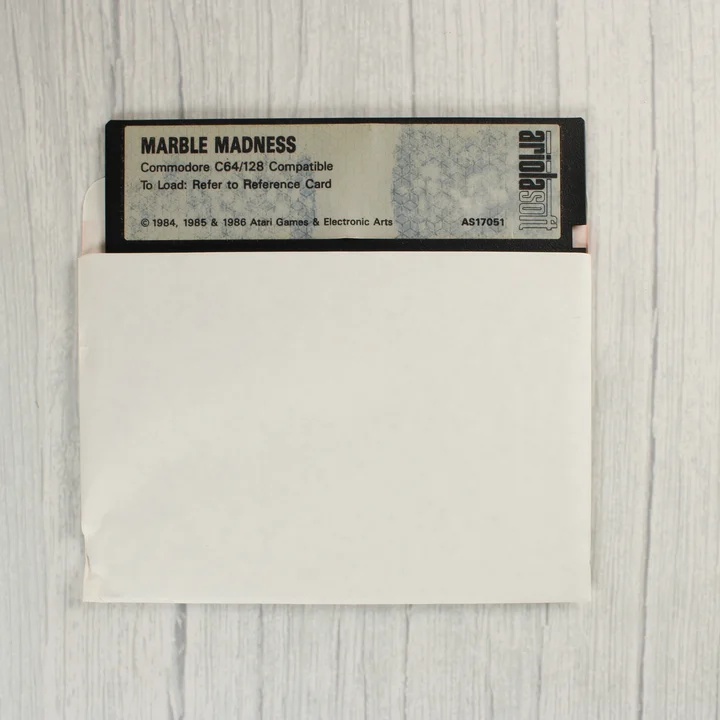 MARBLE MADNESS
Commodore C64/128 Compatible
To Load: Refer to Reference Card
© 1984, 1985 & 1986 Atari Games & Electronic Arts
AS17051
ariolasoft